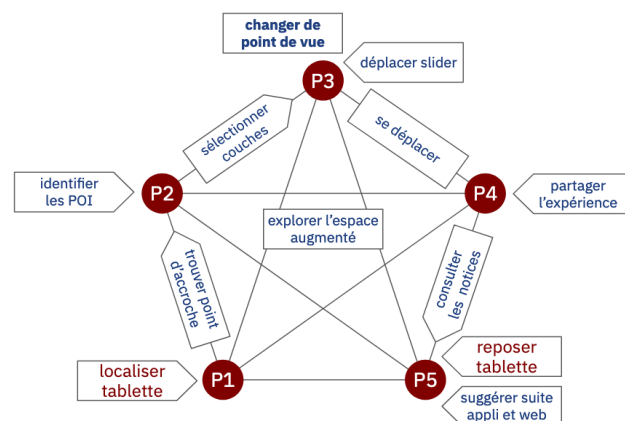 changer de
point de vue
P3
déplacer slider
sélectionner
couches
se déplacer
identifier
les POI
P2
P4
partager
l'expérience
explorer l'espace
augmenté
trouver point
d'accroche
consulter
les notices
localiser
tablette
P1
P5
reposer
tablette
suggérer suite
appli et web